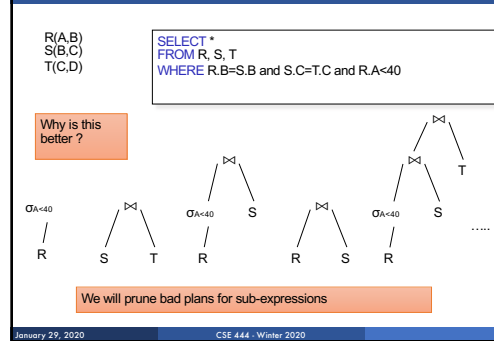 R(A,B)
S(B,C)
T(C,D)
SELECT *
FROM R, S, T
WHERE R.B=S.B and S.C=T.C and R.A<40
Why is this
better ?
⋈
⋈
T
⋈
σA<40
⋈
σA<40
S
⋈
σA<40
S
.....
R
S
T
R
R
S
R
We will prune bad plans for sub-expressions
January 29, 2020
CSE 444 - Winter 2020